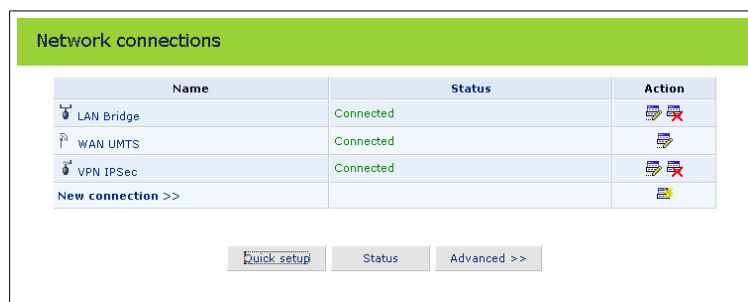 Network connections
Name Status Action
LAN Bridge Connected
WAN UMTS Connected
VPN IPSec Connected
New connection >>
Quick setup Status Advanced >>